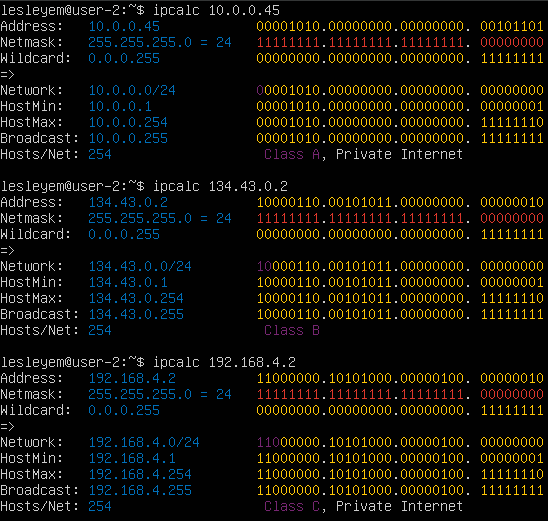 lesleyem@user-2:~$ ipcalc 10.0.0.45
Address:   10.0.0.45            00001010.00000000.00000000. 00101101
Netmask:   255.255.255.0 = 24   11111111.11111111.11111111. 00000000
Wildcard:  0.0.0.255            00000000.00000000.00000000. 11111111
=>
Network:   10.0.0.0/24          00001010.00000000.00000000. 00000000
HostMin:   10.0.0.1             00001010.00000000.00000000. 00000001
HostMax:   10.0.0.254           00001010.00000000.00000000. 11111110
Broadcast: 10.0.0.255           00001010.00000000.00000000. 11111111
Hosts/Net: 254                   Class A, Private Internet
lesleyem@user-2:~$ ipcalc 134.43.0.2
Address:   134.43.0.2           10000110.00101011.00000000. 00000010
Netmask:   255.255.255.0 = 24   11111111.11111111.11111111. 00000000
Wildcard:  0.0.0.255            00000000.00000000.00000000. 11111111
=>
Network:   134.43.0.0/24        10000110.00101011.00000000. 00000000
HostMin:   134.43.0.1           10000110.00101011.00000000. 00000001
HostMax:   134.43.0.254         10000110.00101011.00000000. 11111110
Broadcast: 134.43.0.255         10000110.00101011.00000000. 11111111
Hosts/Net: 254                   Class B
lesleyem@user-2:~$ ipcalc 192.168.4.2
Address:   192.168.4.2          11000000.10101000.00000100. 00000010
Netmask:   255.255.255.0 = 24   11111111.11111111.11111111. 00000000
Wildcard:  0.0.0.255            00000000.00000000.00000000. 11111111
=>
Network:   192.168.4.0/24       11000000.10101000.00000100. 00000000
HostMin:   192.168.4.1          11000000.10101000.00000100. 00000001
HostMax:   192.168.4.254        11000000.10101000.00000100. 11111110
Broadcast: 192.168.4.255        11000000.10101000.00000100. 11111111
Hosts/Net: 254                   Class C, Private Internet